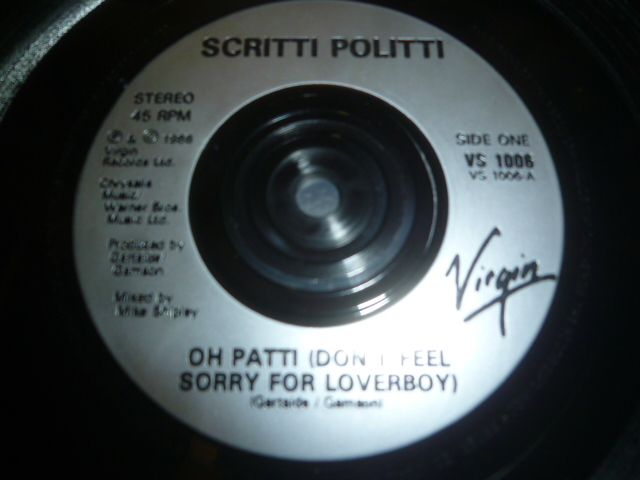 SCRITTI POLITTI
STEREO
45 RPM
℗ & © 1988
Virgin
Records Ltd.
Chrysalis
Music/
Warner Bros.
Music Ltd.
Produced by
Gartside/
Gamson
Mixed by
Mike Shipley
SIDE ONE
VS 1006
VS 1006-A
Virgin
OH PATTI (DON'T FEEL
SORRY FOR LOVERBOY)
(Gartside / Gamson)